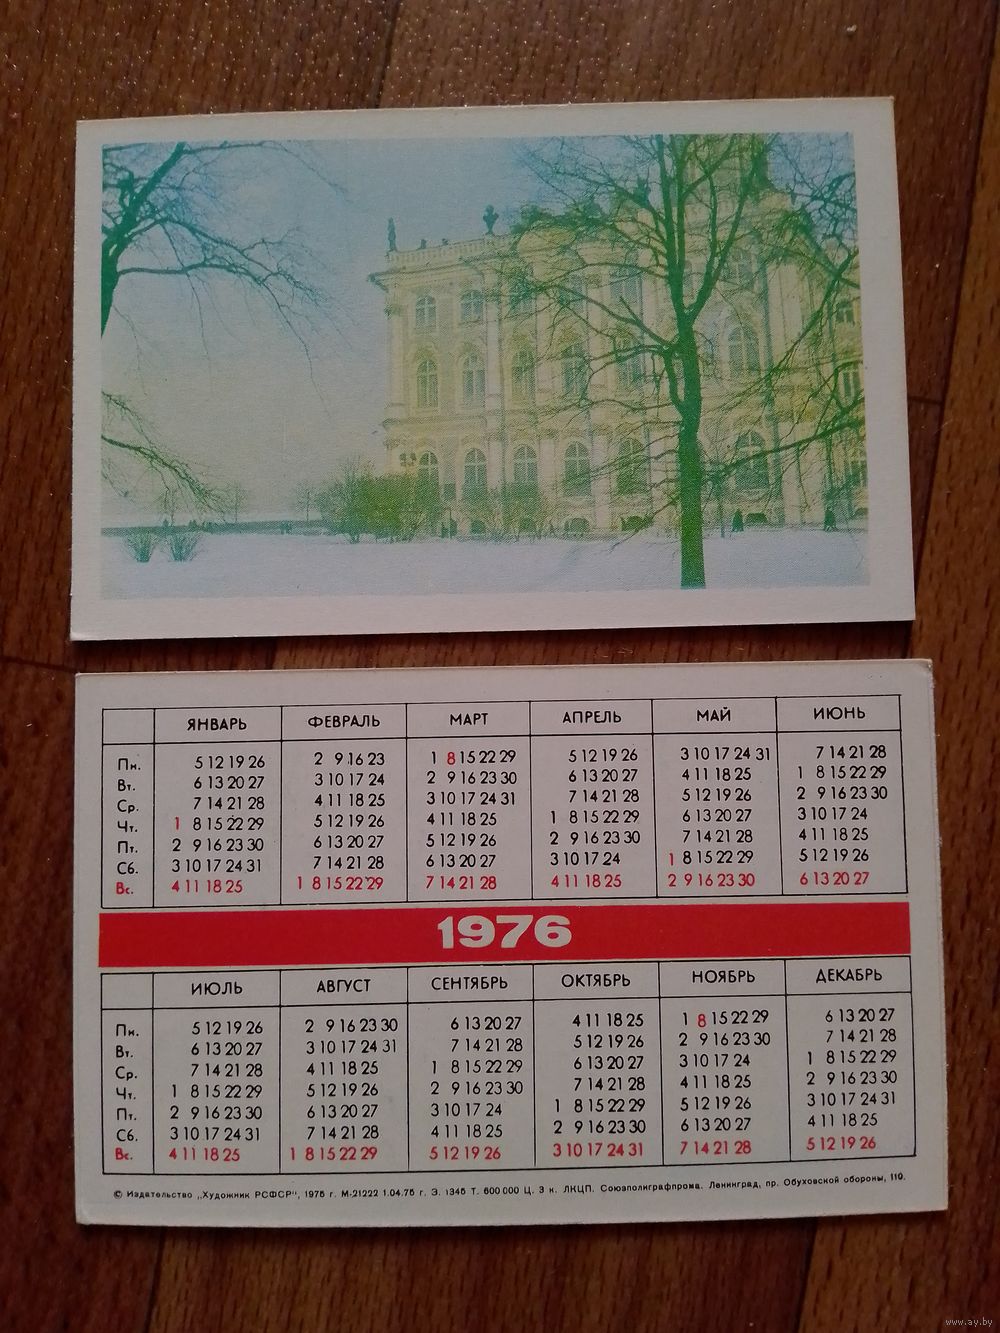 ЯНВАРЬ ФЕВРАЛЬ МАРТ АПРЕЛЬ МАЙ ИЮНЬ
Пн. 5 12 19 26 2 9 16 23 1 8 15 22 29 5 12 19 26 3 10 17 24 31 7 14 21 28
Вт. 6 13 20 27 3 10 17 24 2 9 16 23 30 6 13 20 27 4 11 18 25 1 8 15 22 29
Ср. 7 14 21 28 4 11 18 25 3 10 17 24 31 7 14 21 28 5 12 19 26 2 9 16 23 30
Чт. 1 8 15 22 29 5 12 19 26 4 11 18 25 1 8 15 22 29 6 13 20 27 3 10 17 24
Пт. 2 9 16 23 30 6 13 20 27 5 12 19 26 2 9 16 23 30 7 14 21 28 4 11 18 25
Сб. 3 10 17 24 31 7 14 21 28 6 13 20 27 3 10 17 24 1 8 15 22 29 5 12 19 26
Вс. 4 11 18 25 1 8 15 22 29 7 14 21 28 4 11 18 25 2 9 16 23 30 6 13 20 27
1976
ИЮЛЬ АВГУСТ СЕНТЯБРЬ ОКТЯБРЬ НОЯБРЬ ДЕКАБРЬ
Пн. 5 12 19 26 2 9 16 23 30 6 13 20 27 4 11 18 25 1 8 15 22 29 6 13 20 27
Вт. 6 13 20 27 3 10 17 24 31 7 14 21 28 5 12 19 26 2 9 16 23 30 7 14 21 28
Ср. 7 14 21 28 4 11 18 25 1 8 15 22 29 6 13 20 27 3 10 17 24 1 8 15 22 29
Чт. 1 8 15 22 29 5 12 19 26 2 9 16 23 30 7 14 21 28 4 11 18 25 2 9 16 23 30
Пт. 2 9 16 23 30 6 13 20 27 3 10 17 24 1 8 15 22 29 5 12 19 26 3 10 17 24 31
Сб. 3 10 17 24 31 7 14 21 28 4 11 18 25 2 9 16 23 30 6 13 20 27 4 11 18 25
Вс. 4 11 18 25 1 8 15 22 29 5 12 19 26 3 10 17 24 31 7 14 21 28 5 12 19 26
© Издательство „Художник РСФСР", 1975 г. М-21222 1.04.75 г. З. 1345 Т. 600 000 Ц. 3 к. ЛКЦП. Союзполиграфпрома. Ленинград, пр. Обуховской обороны, 110.
www.ay.by